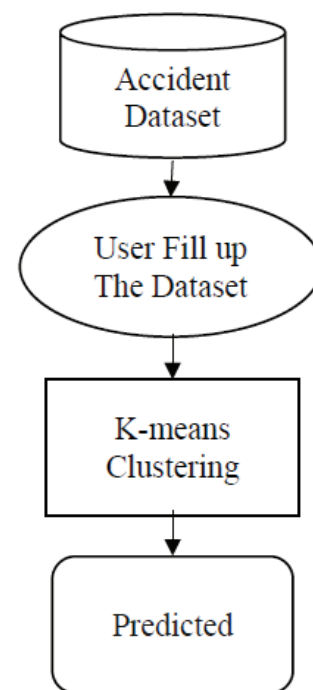 Accident
Dataset
User Fill up
The Dataset
K-means
Clustering
Predicted